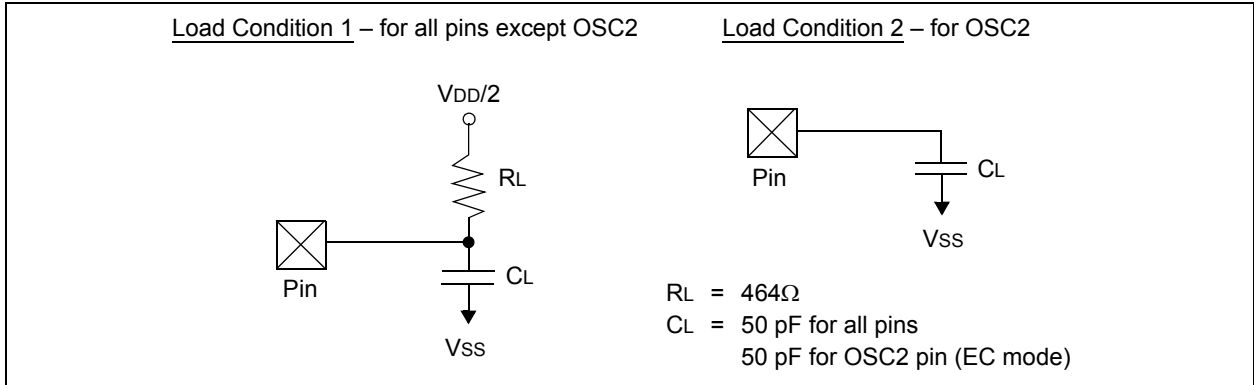 Load Condition 1 – for all pins except OSC2
VDD/2
RL
Pin
CL
VSS
Load Condition 2 – for OSC2
Pin
CL
VSS
RL = 464Ω
CL = 50 pF for all pins
50 pF for OSC2 pin (EC mode)